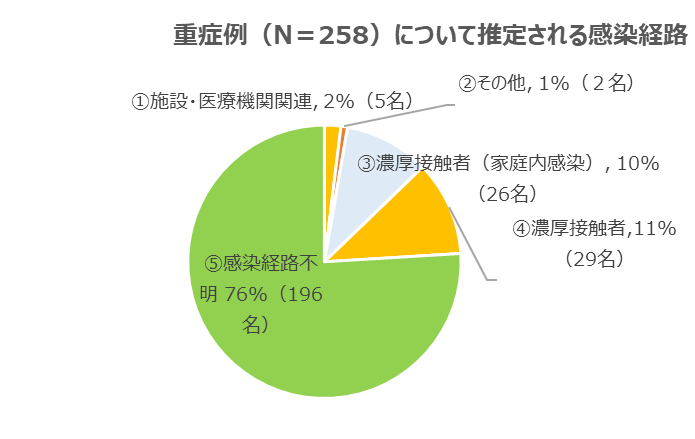 重症例（N＝258）について推定される感染経路
②その他, 1%（２名）
①施設･医療機関関連, 2%（5名）
③濃厚接触者（家庭内感染）, 10%
（26名）
④濃厚接触者,11%
（29名）
⑤感染経路不
明 76%（196
名）